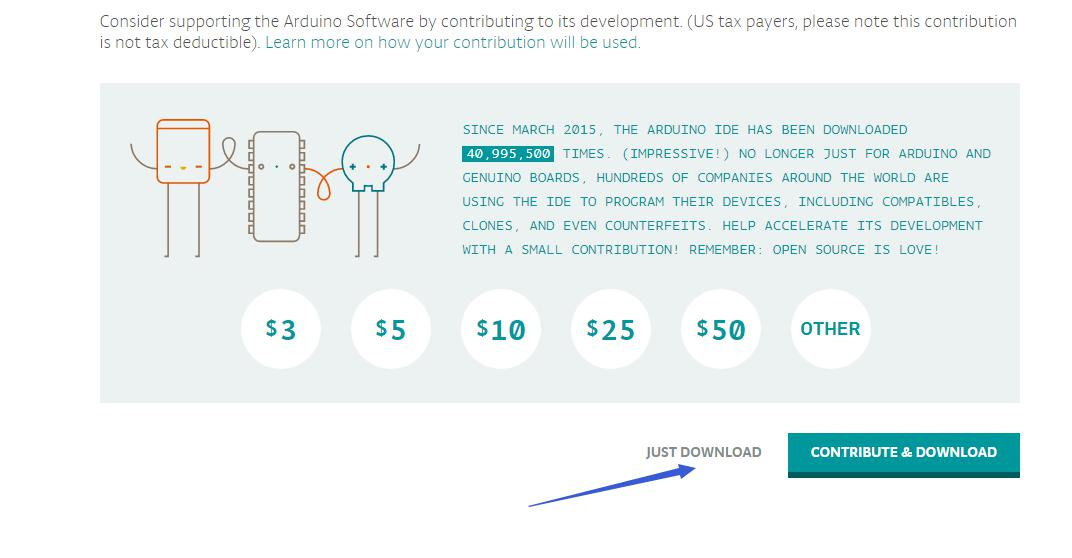 Consider supporting the Arduino Software by contributing to its development. (US tax payers, please note this contribution
is not tax deductible). Learn more on how your contribution will be used.
SINCE MARCH 2015, THE ARDUINO IDE HAS BEEN DOWNLOADED
40,995,500 TIMES. (IMPRESSIVE!) NO LONGER JUST FOR ARDUINO AND
GENUINO BOARDS, HUNDREDS OF COMPANIES AROUND THE WORLD ARE
USING THE IDE TO PROGRAM THEIR DEVICES, INCLUDING COMPATIBLES,
CLONES, AND EVEN COUNTERFEITS. HELP ACCELERATE ITS DEVELOPMENT
WITH A SMALL CONTRIBUTION! REMEMBER: OPEN SOURCE IS LOVE!
$3 $5 $10 $25 $50 OTHER
JUST DOWNLOAD CONTRIBUTE & DOWNLOAD